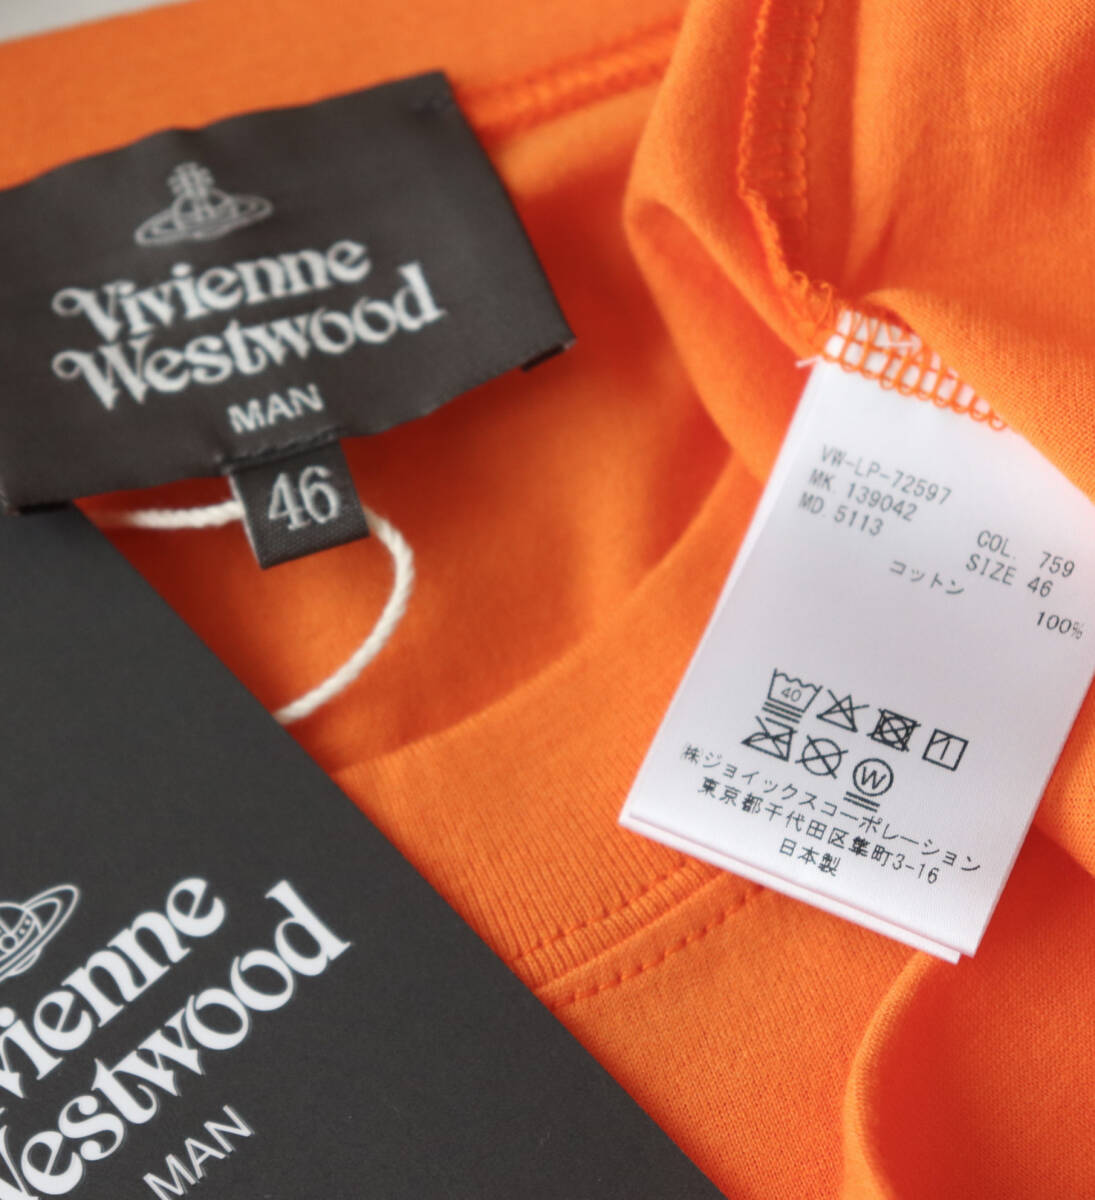 Vivienne
Westwood
MAN
46
VW-LP-72597
MK. 139042
MD. 5113
COL. 759
SIZE 46
コットン
100%
40
1
W
㈱ジョイックスコーポレーション
東京都千代田区隼町3-16
日本製
Vivienne
Westwood
MAN